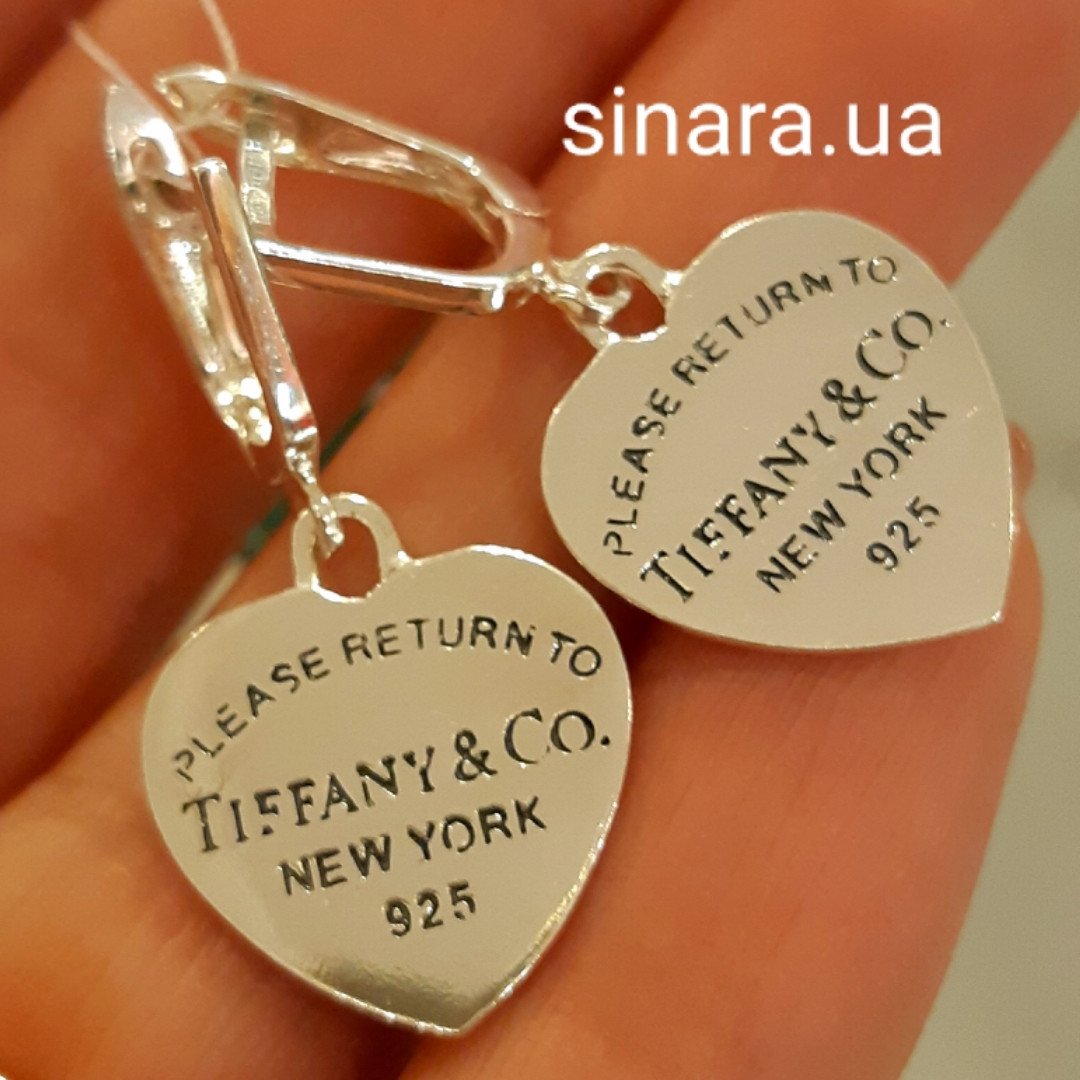 sinara.ua
PLEASE RETURN TO
TIFFANY & CO.
NEW YORK
925
PLEASE RETURN TO
TIFFANY & CO.
NEW YORK
925